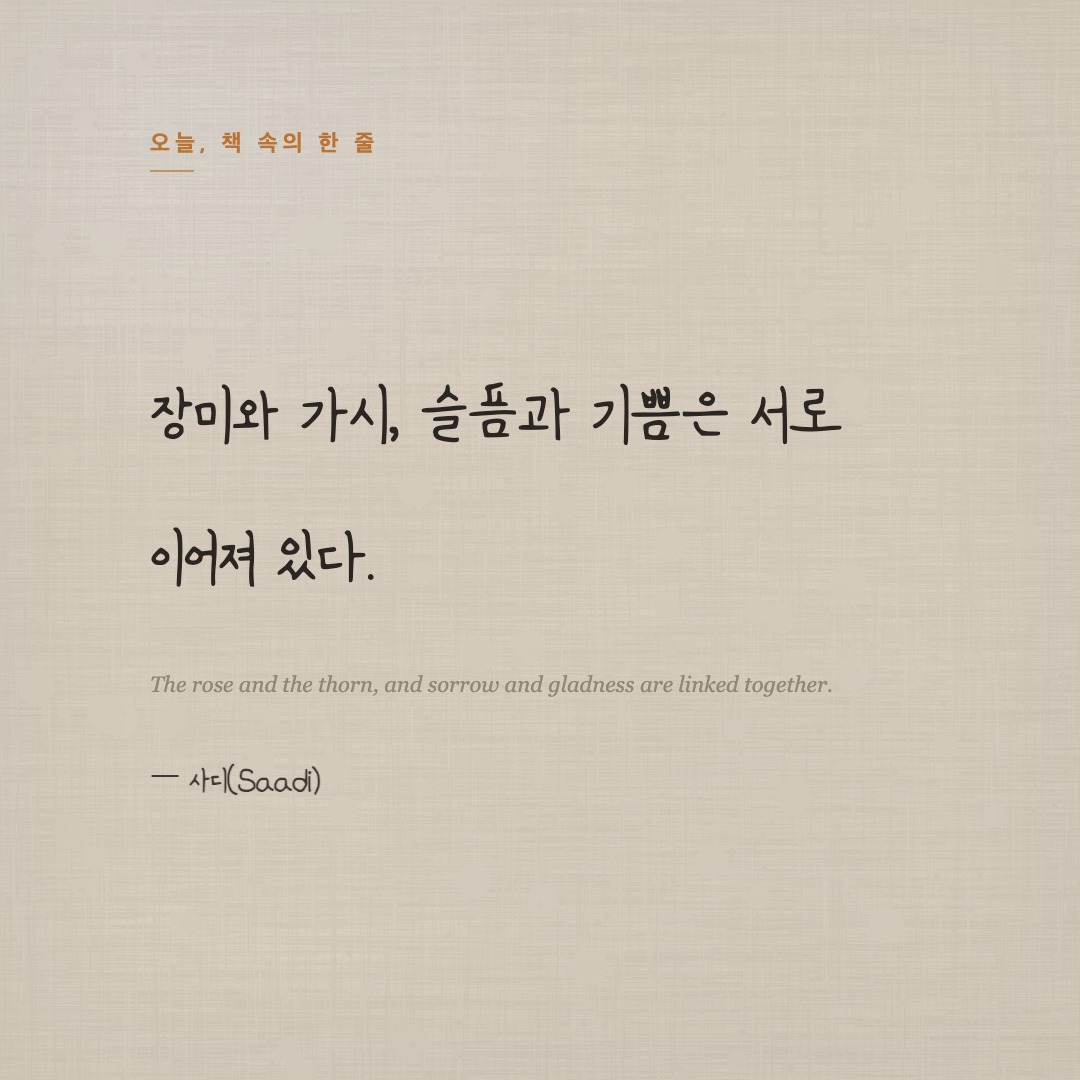 오늘, 책 속의 한 줄
장미와 가시, 슬픔과 기쁨은 서로
이어져 있다.
The rose and the thorn, and sorrow and gladness are linked together.
— 사디(Saadi)